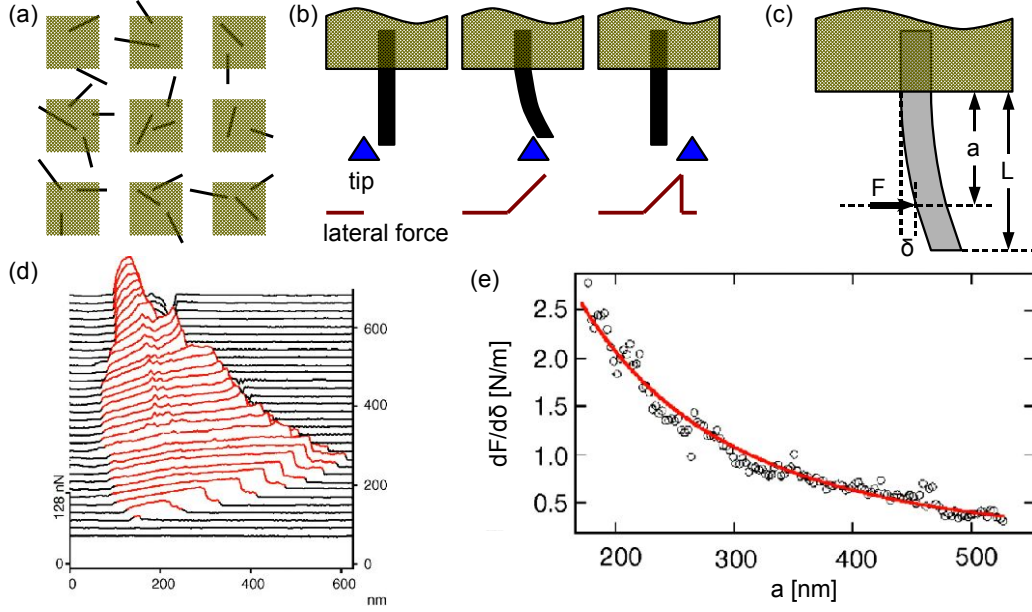 (a)
(b)
(c)
tip
lateral force
F
δ
a
L
(d)
128 nN
0
600
400
200
0
0
200
400
600
nm
(e)
dF/dδ [N/m]
2.5
2.0
1.5
1.0
0.5
200
300
400
500
a [nm]